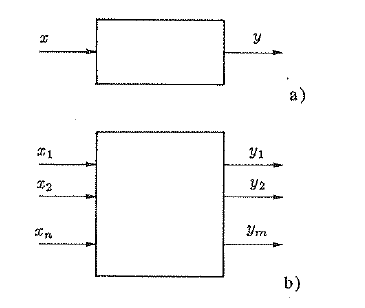 x y
a)
x₁ y₁
x₂ y₂
xₙ yₘ
b)